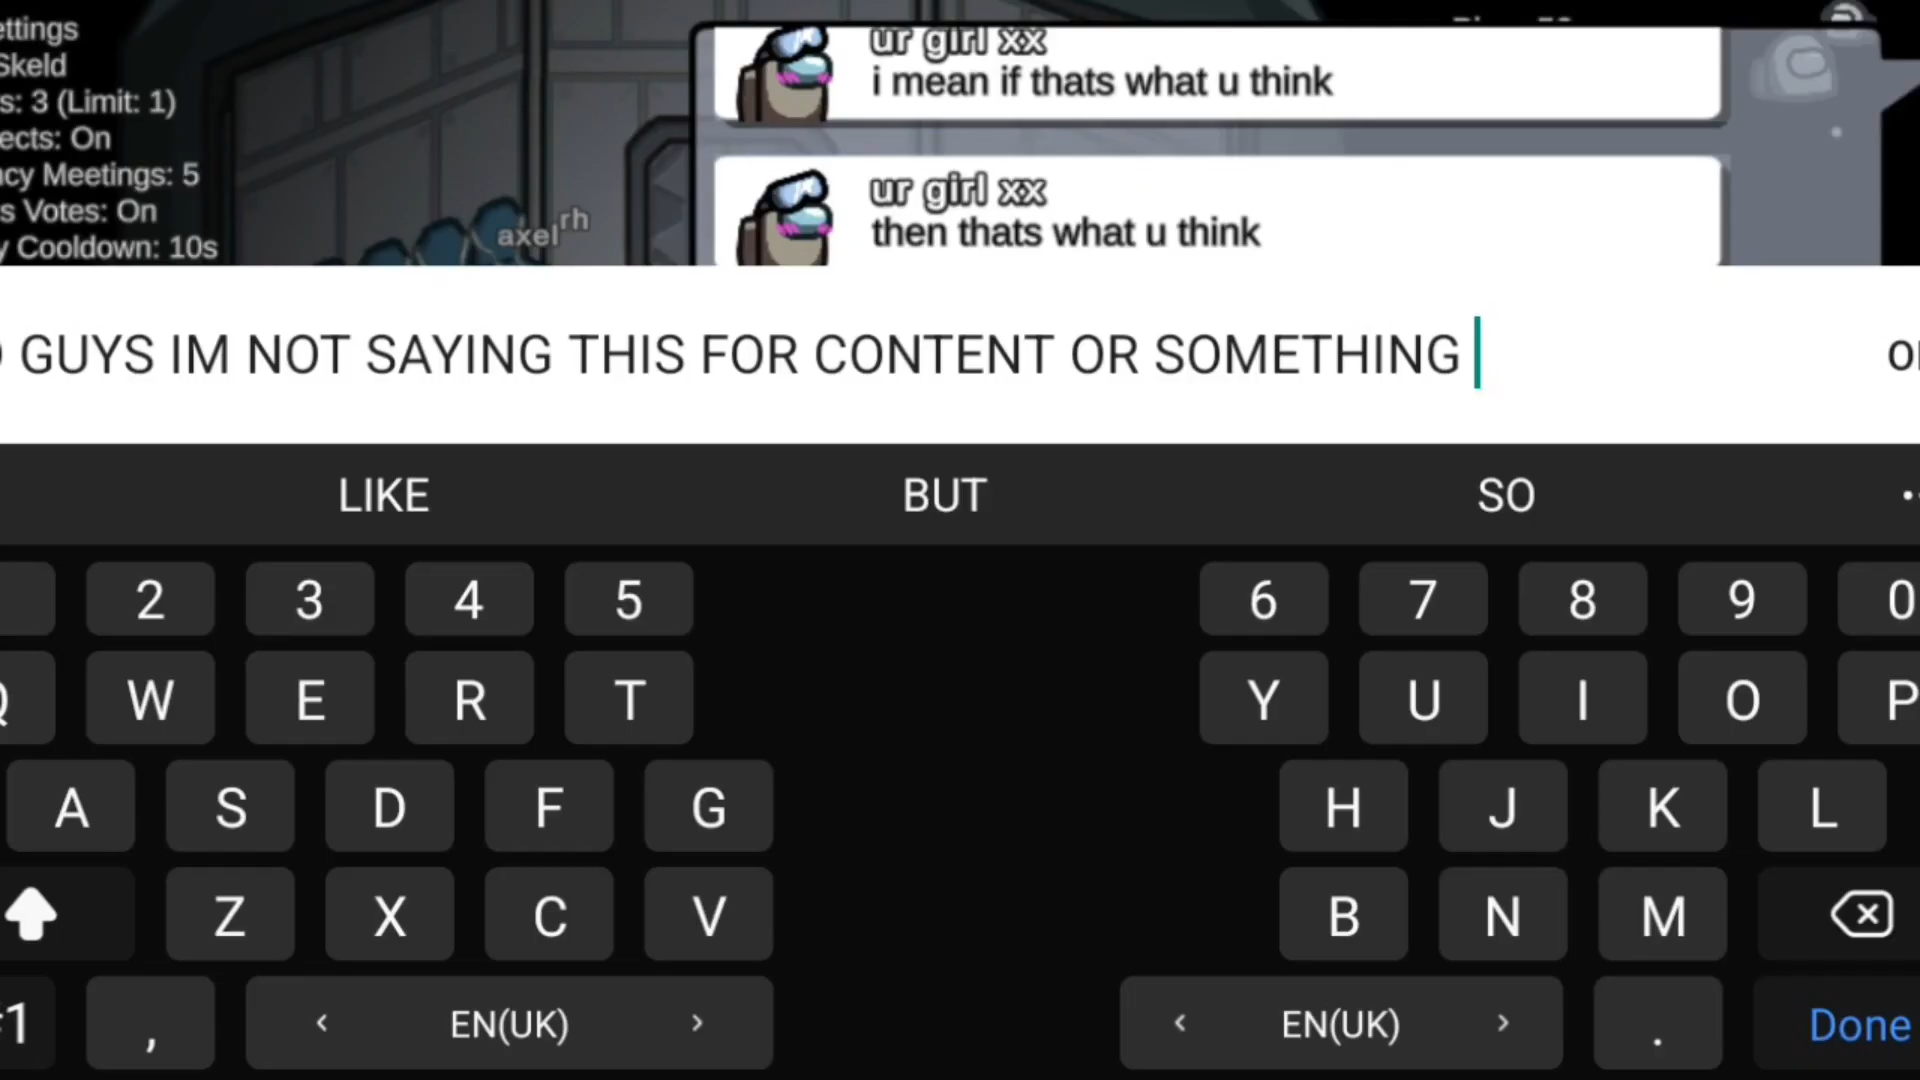 ettings
Skeld
s: 3 (Limit: 1)
ects: On
ncy Meetings: 5
s Votes: On
y Cooldown: 10s
axel
rh
ur girl xx
i mean if thats what u think
ur girl xx
then thats what u think
GUYS IM NOT SAYING THIS FOR CONTENT OR SOMETHING
LIKE BUT SO
2 3 4 5 6 7 8 9 0
Q W E R T Y U I O P
A S D F G H J K L
Z X C V B N M
#1 , < EN(UK) > < EN(UK) > . Done